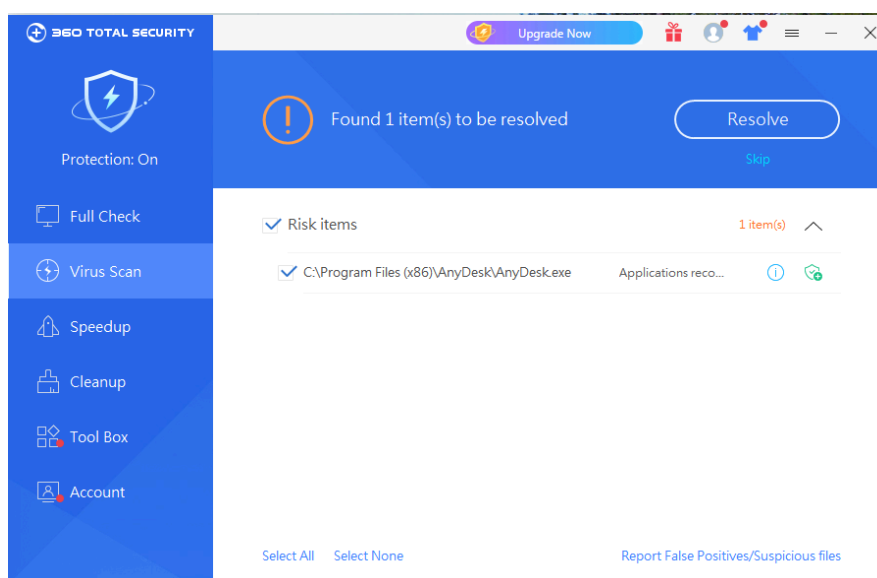 360 TOTAL SECURITY
Upgrade Now
Protection: On
Full Check
Virus Scan
Speedup
Cleanup
Tool Box
Account
Found 1 item(s) to be resolved
Resolve
Skip
Risk items
1 item(s)
C:\Program Files (x86)\AnyDesk\AnyDesk.exe
Applications reco...
Select All
Select None
Report False Positives/Suspicious files